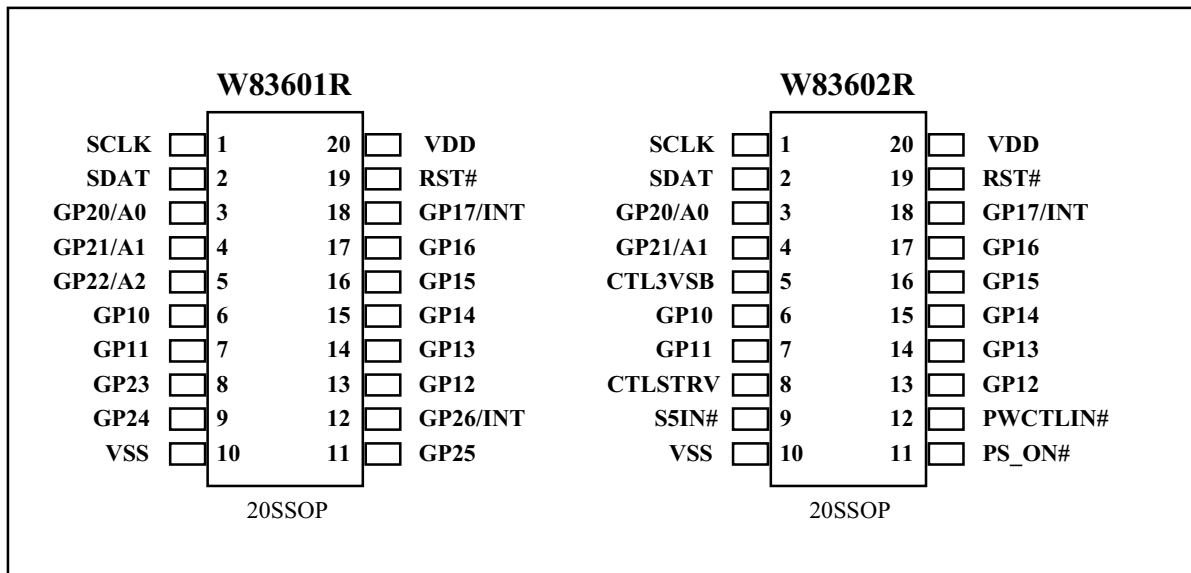 W83601R W83602R
SCLK 1 20 VDD SCLK 1 20 VDD
SDAT 2 19 RST# SDAT 2 19 RST#
GP20/A0 3 18 GP17/INT GP20/A0 3 18 GP17/INT
GP21/A1 4 17 GP16 GP21/A1 4 17 GP16
GP22/A2 5 16 GP15 CTL3VSB 5 16 GP15
GP10 6 15 GP14 GP10 6 15 GP14
GP11 7 14 GP13 GP11 7 14 GP13
GP23 8 13 GP12 CTLSTRV 8 13 GP12
GP24 9 12 GP26/INT S5IN# 9 12 PWCTLIN#
VSS 10 11 GP25 VSS 10 11 PS_ON#
20SSOP 20SSOP